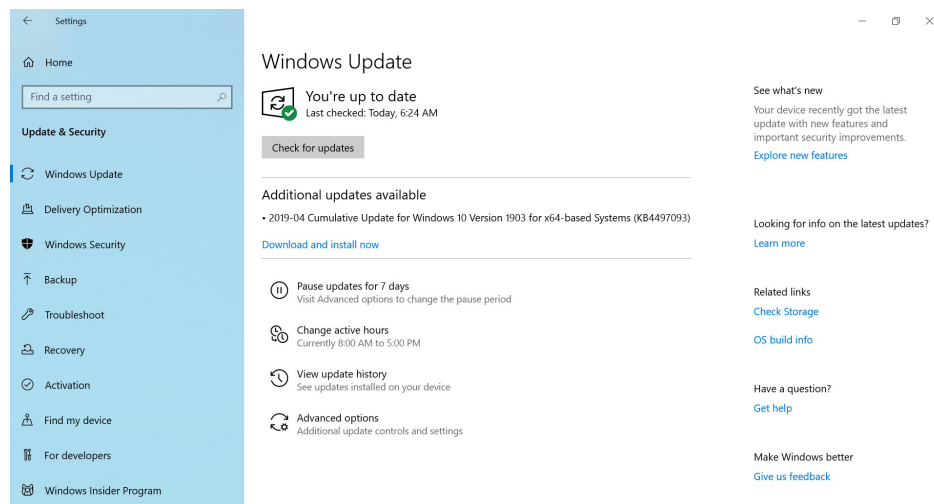 Settings
Home
Find a setting
Update & Security
Windows Update
Delivery Optimization
Windows Security
Backup
Troubleshoot
Recovery
Activation
Find my device
For developers
Windows Insider Program
Windows Update
You're up to date
Last checked: Today, 6:24 AM
Check for updates
Additional updates available
• 2019-04 Cumulative Update for Windows 10 Version 1903 for x64-based Systems (KB4497093)
Download and install now
Pause updates for 7 days
Visit Advanced options to change the pause period
Change active hours
Currently 8:00 AM to 5:00 PM
View update history
See updates installed on your device
Advanced options
Additional update controls and settings
See what's new
Your device recently got the latest
update with new features and
important security improvements.
Explore new features
Looking for info on the latest updates?
Learn more
Related links
Check Storage
OS build info
Have a question?
Get help
Make Windows better
Give us feedback